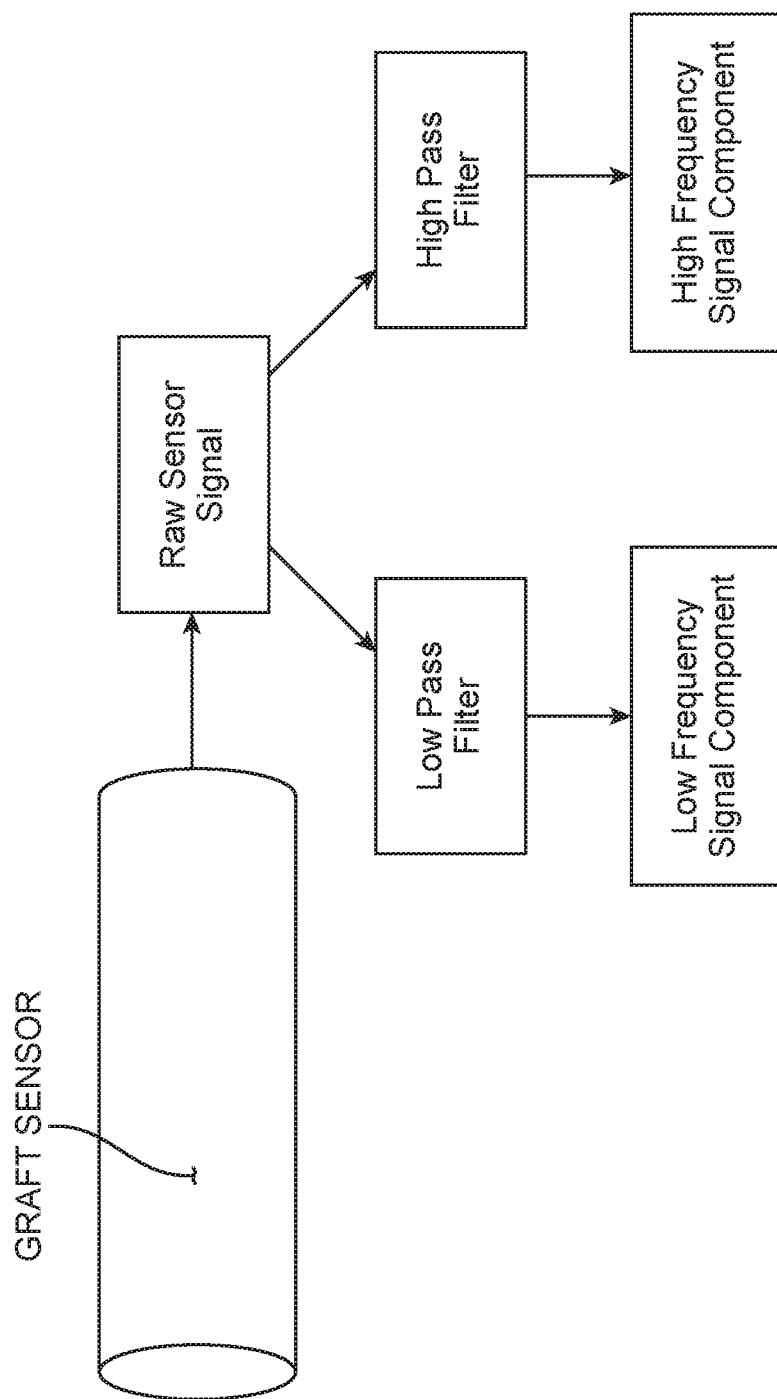 GRAFT SENSOR
Raw Sensor
Signal
Low Pass
Filter
High Pass
Filter
Low Frequency
Signal Component
High Frequency
Signal Component